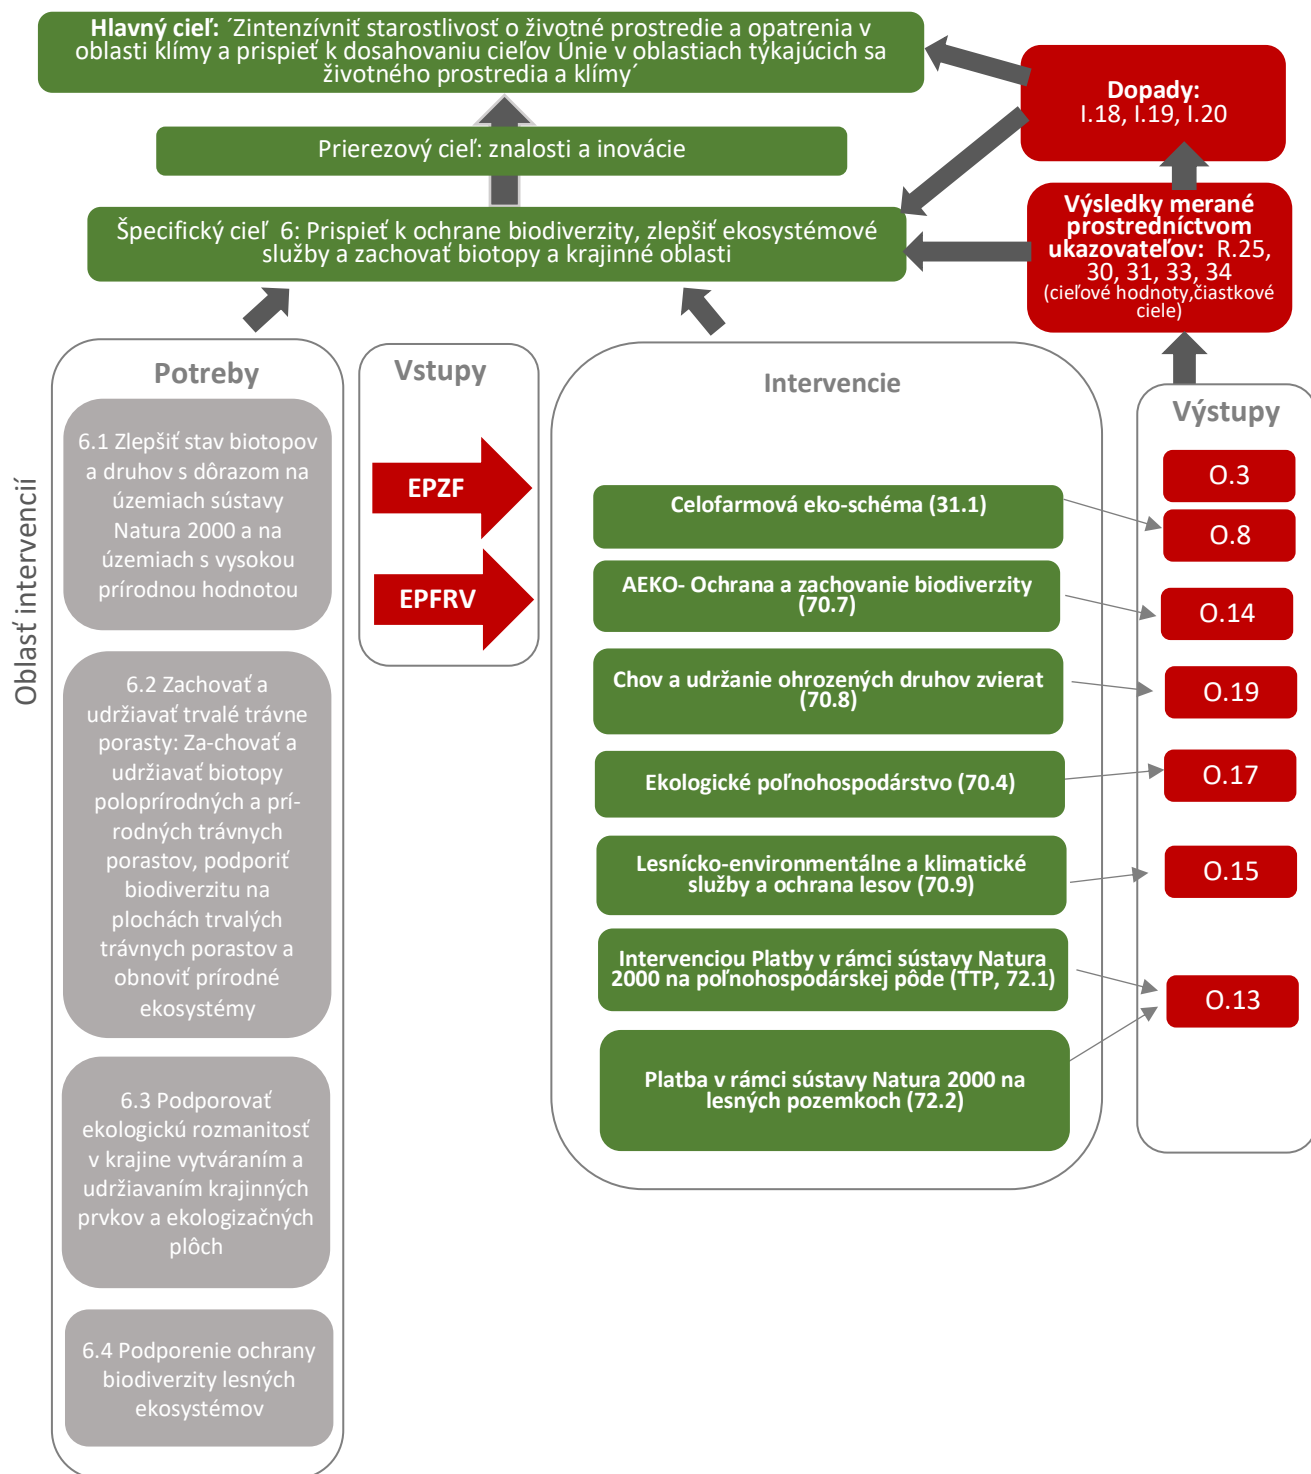 Hlavný cieľ: ´Zintenzívniť starostlivosť o životné prostredie a opatrenia v
oblasti klímy a prispieť k dosahovaniu cieľov Únie v oblastiach týkajúcich sa
životného prostredia a klímy´
Dopady:
I.18, I.19, I.20
Prierezový cieľ: znalosti a inovácie
Výsledky merané
prostredníctvom
ukazovateľov: R.25,
30, 31, 33, 34
(cieľové hodnoty,čiastkové
ciele)
Špecifický cieľ 6: Prispieť k ochrane biodiverzity, zlepšiť ekosystémové
služby a zachovať biotopy a krajinné oblasti
Oblasť intervencií
Potreby
6.1 Zlepšiť stav biotopov
a druhov s dôrazom na
územiach sústavy
Natura 2000 a na
územiach s vysokou
prírodnou hodnotou
6.2 Zachovať a
udržiavať trvalé trávne
porasty: Za-chovať a
udržiavať biotopy
poloprírodných a prí-
rodných trávnych
porastov, podporiť
biodiverzitu na
plochách trvalých
trávnych porastov a
obnoviť prírodné
ekosystémy
6.3 Podporovať
ekologickú rozmanitosť
v krajine vytváraním a
udržiavaním krajinných
prvkov a ekologizačných
plôch
6.4 Podporenie ochrany
biodiverzity lesných
ekosystémov
Vstupy
EPZF
EPFRV
Intervencie
Celofarmová eko-schéma (31.1)
AEKO- Ochrana a zachovanie biodiverzity
(70.7)
Chov a udržanie ohrozených druhov zvierat
(70.8)
Ekologické poľnohospodárstvo (70.4)
Lesnícko-environmentálne a klimatické
služby a ochrana lesov (70.9)
Intervenciou Platby v rámci sústavy Natura
2000 na poľnohospodárskej pôde (TTP, 72.1)
Platba v rámci sústavy Natura 2000 na
lesných pozemkoch (72.2)
Výstupy
O.3
O.8
O.14
O.19
O.17
O.15
O.13